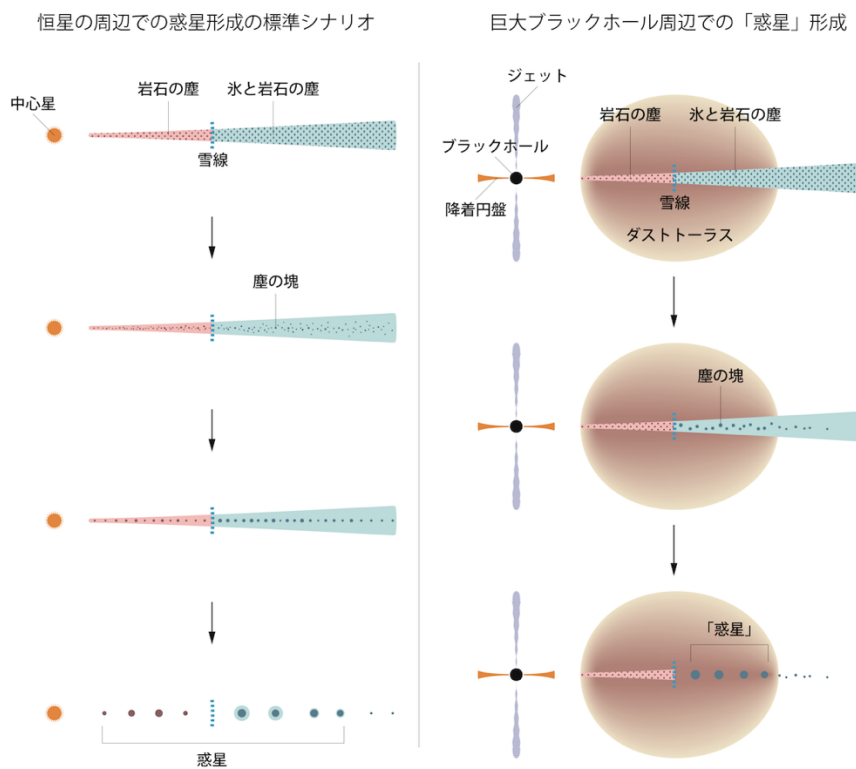 恒星の周辺での惑星形成の標準シナリオ
中心星
岩石の塵
氷と岩石の塵
雪線
塵の塊
惑星
巨大ブラックホール周辺での「惑星」形成
ジェット
ブラックホール
降着円盤
岩石の塵
氷と岩石の塵
雪線
ダストトーラス
塵の塊
「惑星」